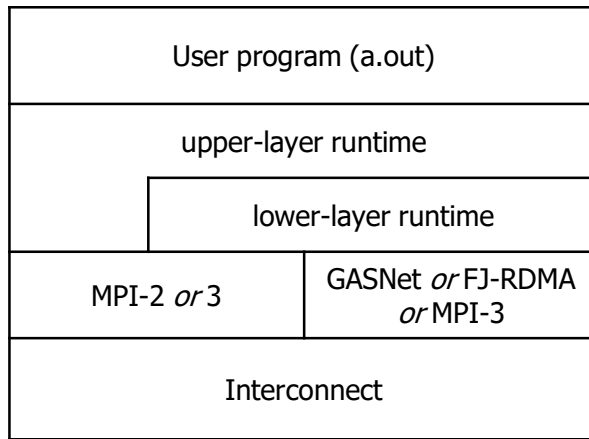 User program (a.out)
upper-layer runtime
lower-layer runtime
MPI-2 or 3
GASNet or FJ-RDMA
or MPI-3
Interconnect